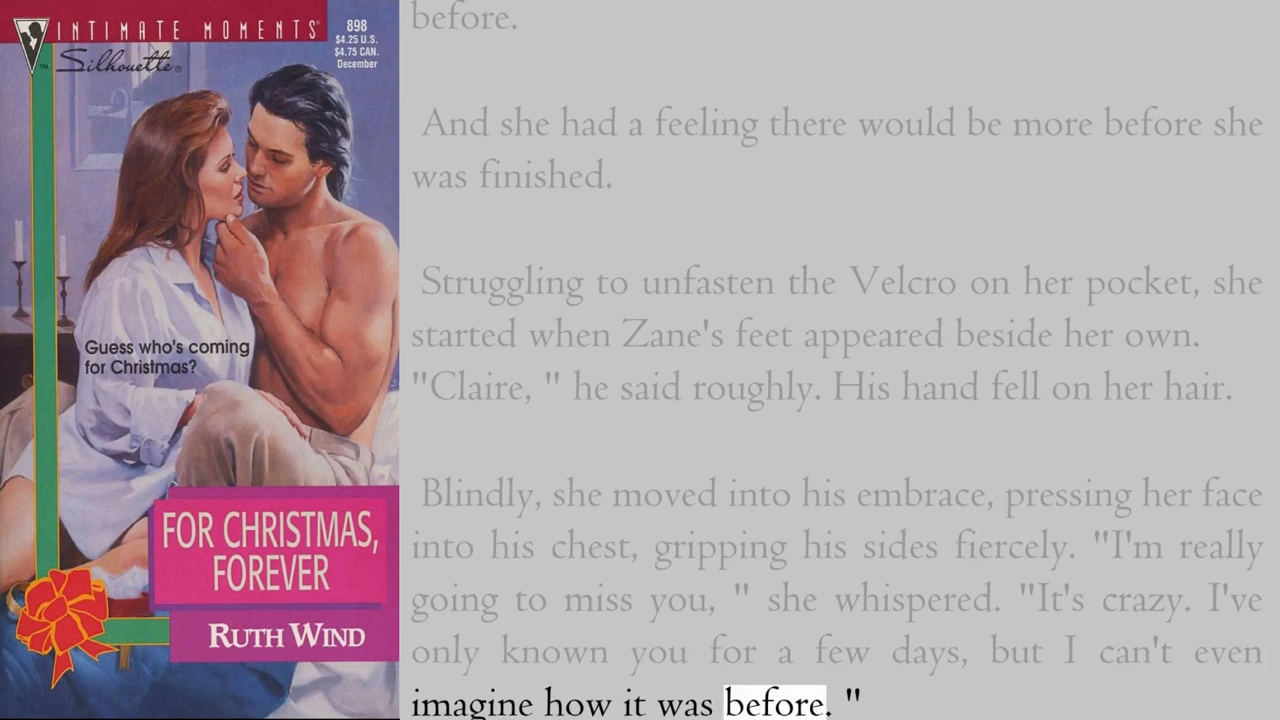 INTIMATE MOMENTS®
898
$4.25 U.S.
$4.75 CAN.
December
™
Silhouette®
Guess who's coming
for Christmas?
FOR CHRISTMAS,
FOREVER
RUTH WIND
before.
And she had a feeling there would be more before she
was finished.
Struggling to unfasten the Velcro on her pocket, she
started when Zane's feet appeared beside her own.
"Claire, " he said roughly. His hand fell on her hair.
Blindly, she moved into his embrace, pressing her face
into his chest, gripping his sides fiercely. "I'm really
going to miss you, " she whispered. "It's crazy. I've
only known you for a few days, but I can't even
imagine how it was before. "